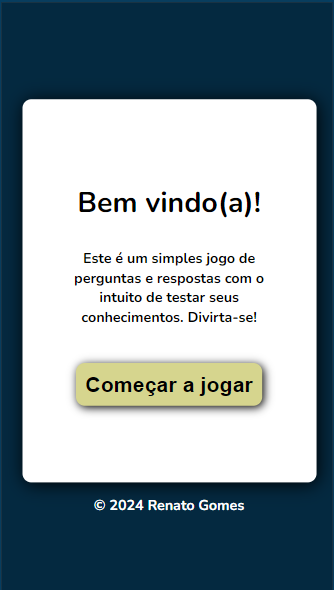 Bem vindo(a)!
Este é um simples jogo de
perguntas e respostas com o
intuito de testar seus
conhecimentos. Divirta-se!
Começar a jogar
© 2024 Renato Gomes